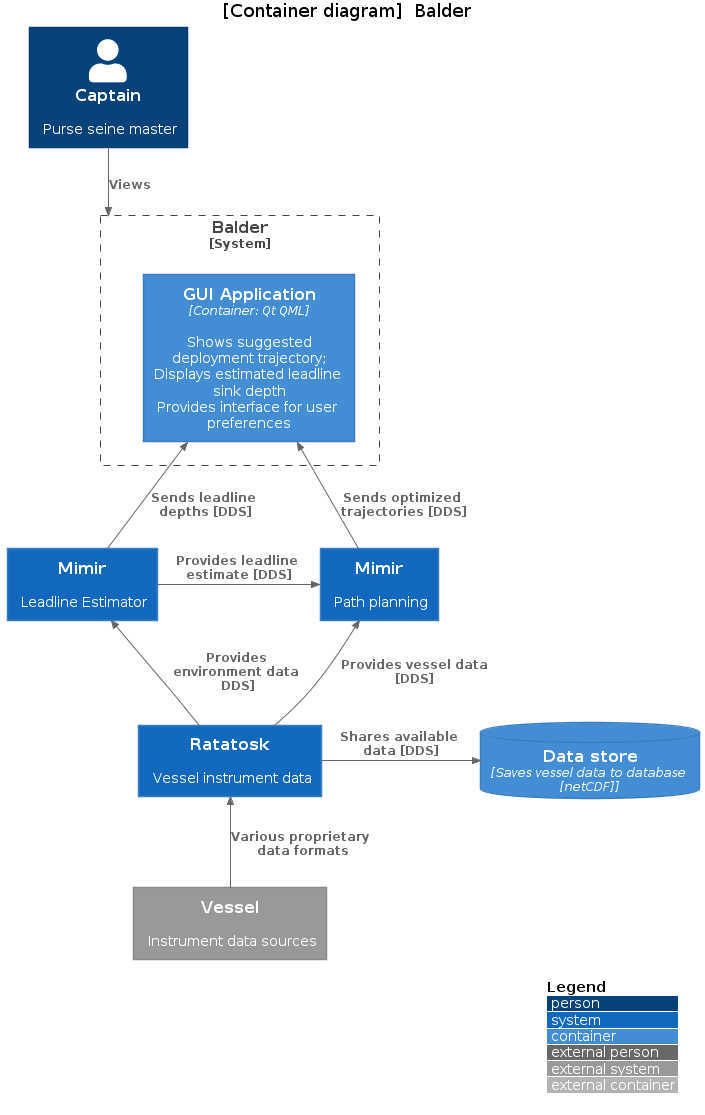 [Container diagram] Balder
Captain
Purse seine master
Views
Balder
[System]
GUI Application
[Container: Qt QML]
Shows suggested
deployment trajectory;
Displays estimated leadline
sink depth
Provides interface for user
preferences
Sends leadline
depths [DDS]
Sends optimized
trajectories [DDS]
Mimir
Leadline Estimator
Provides leadline
estimate [DDS]
Mimir
Path planning
Provides
environment data
DDS]
Provides vessel data
[DDS]
Ratatosk
Vessel instrument data
Shares available
data [DDS]
Data store
[Saves vessel data to database
[netCDF]]
Various proprietary
data formats
Vessel
Instrument data sources
Legend
person
system
container
external person
external system
external container